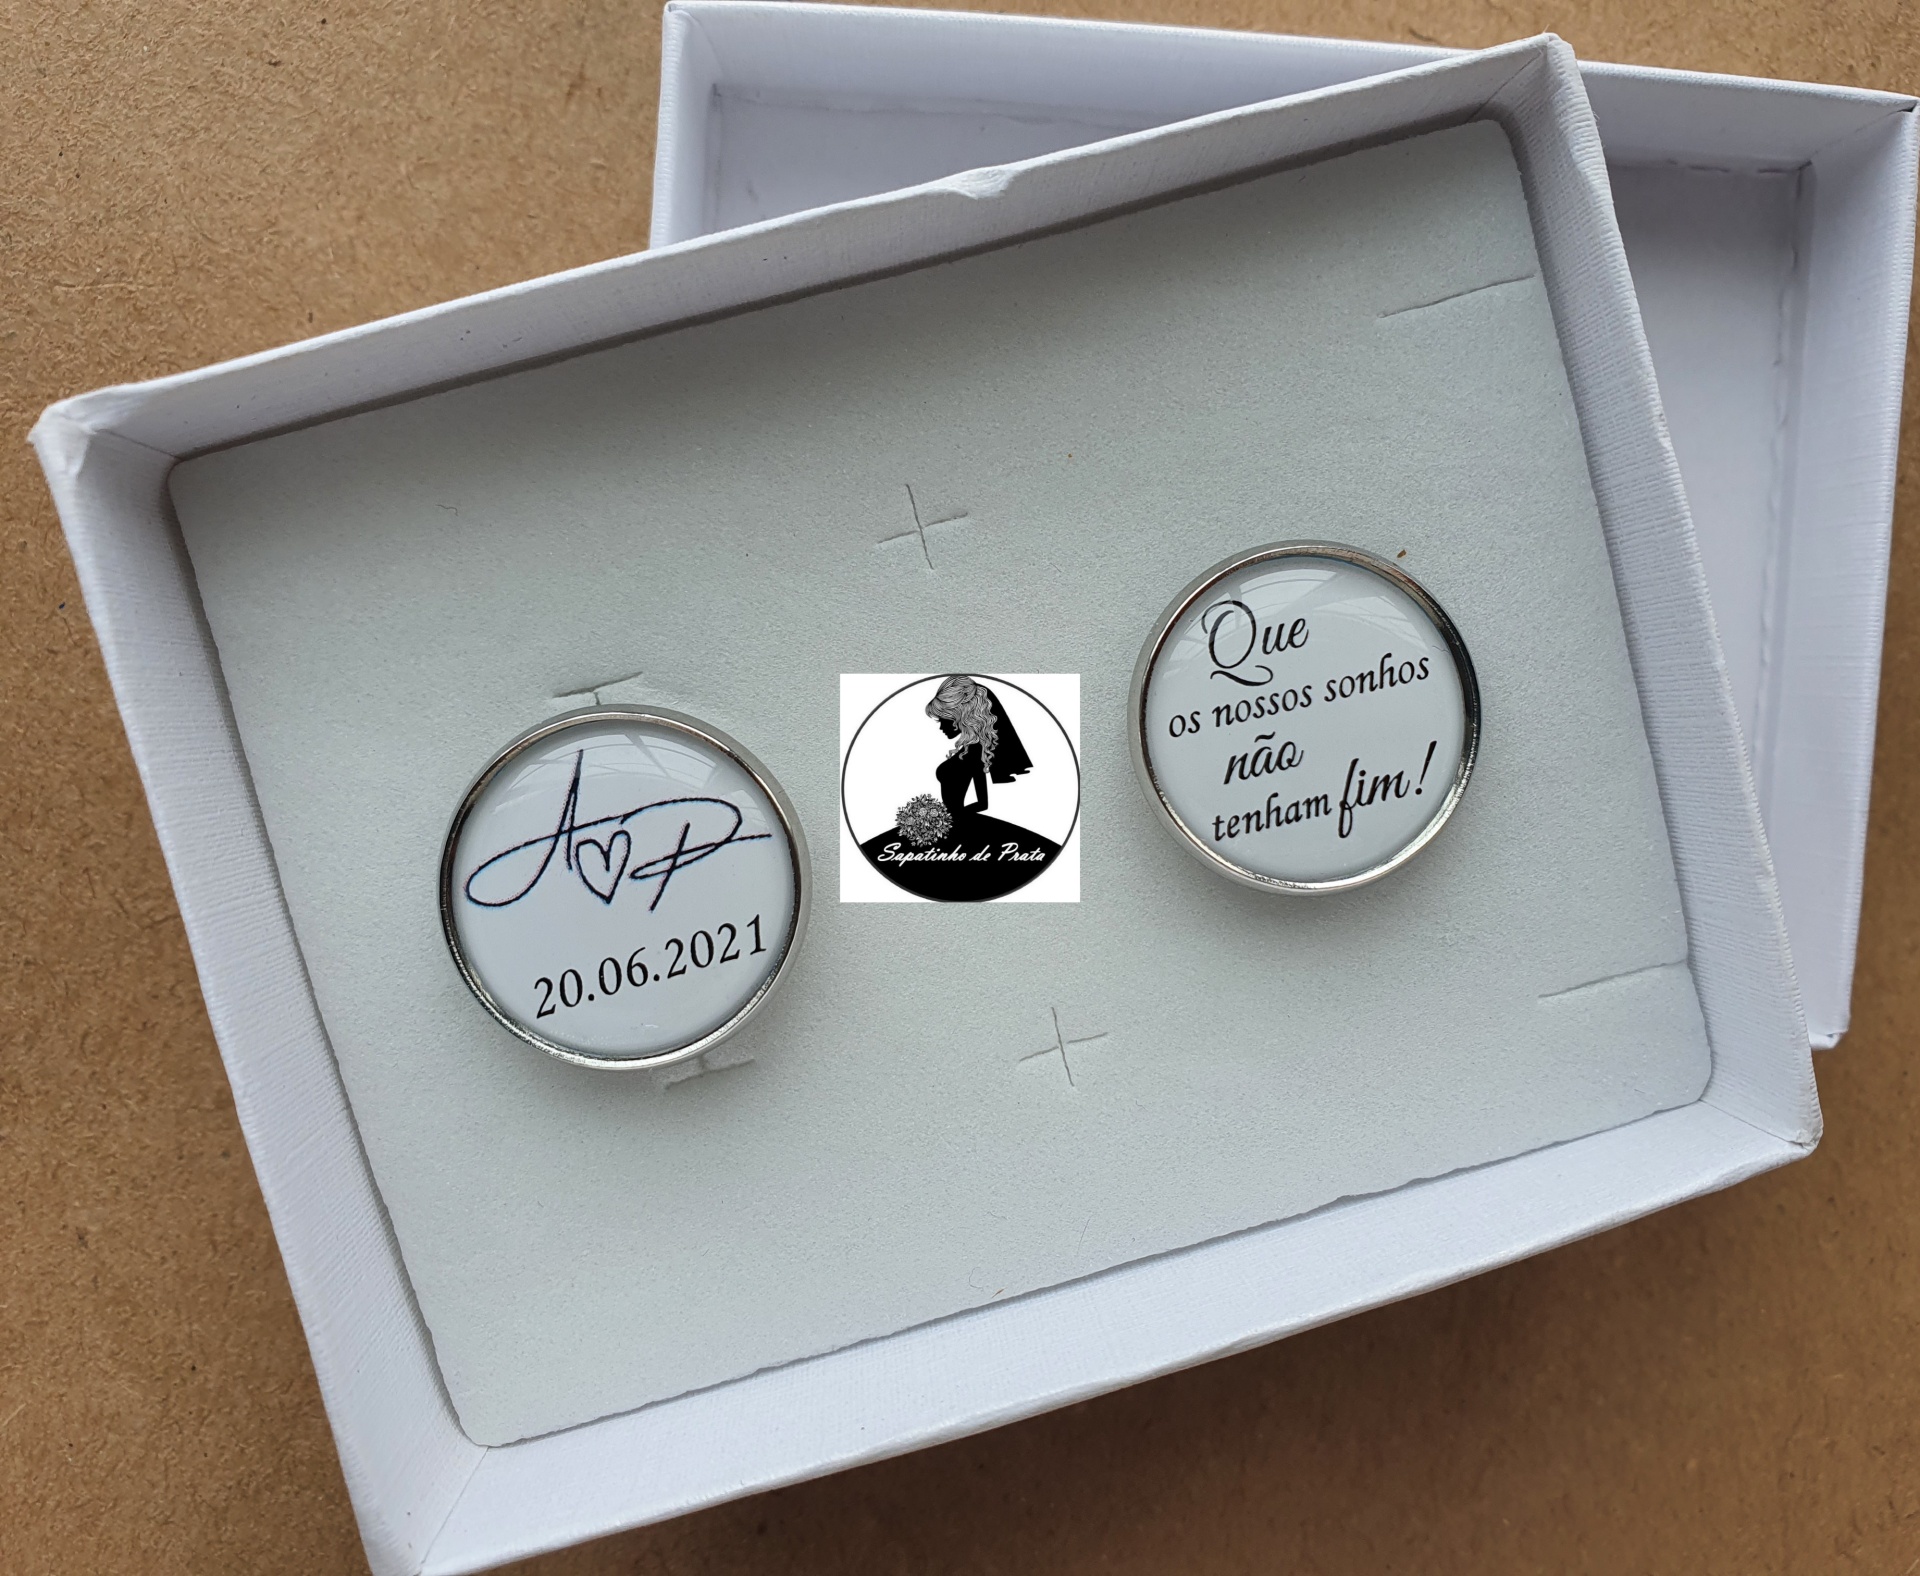 A♡P
20.06.2021
Sapatinho de Prata
Que
os nossos sonhos
não
tenham fim!